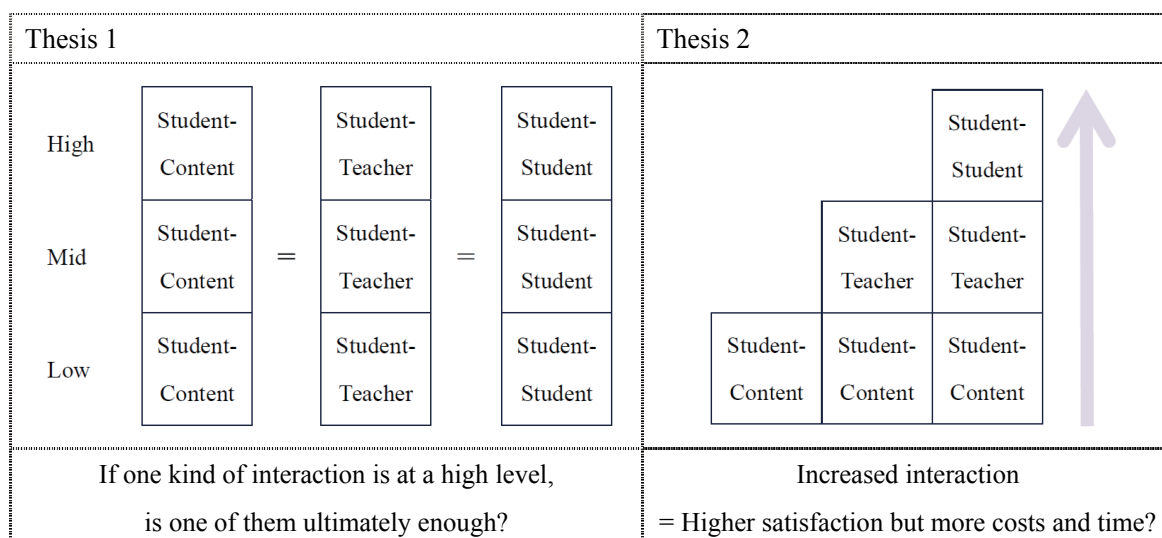 Thesis 1
High
Mid
Low
Student-
Content
Student-
Content
Student-
Content
=
Student-
Teacher
Student-
Teacher
Student-
Teacher
=
Student-
Student
Student-
Student
Student-
Student
If one kind of interaction is at a high level,
is one of them ultimately enough?
Thesis 2
Student-
Student
Student-
Teacher
Student-
Teacher
Student-
Content
Student-
Content
Student-
Content
Increased interaction
= Higher satisfaction but more costs and time?